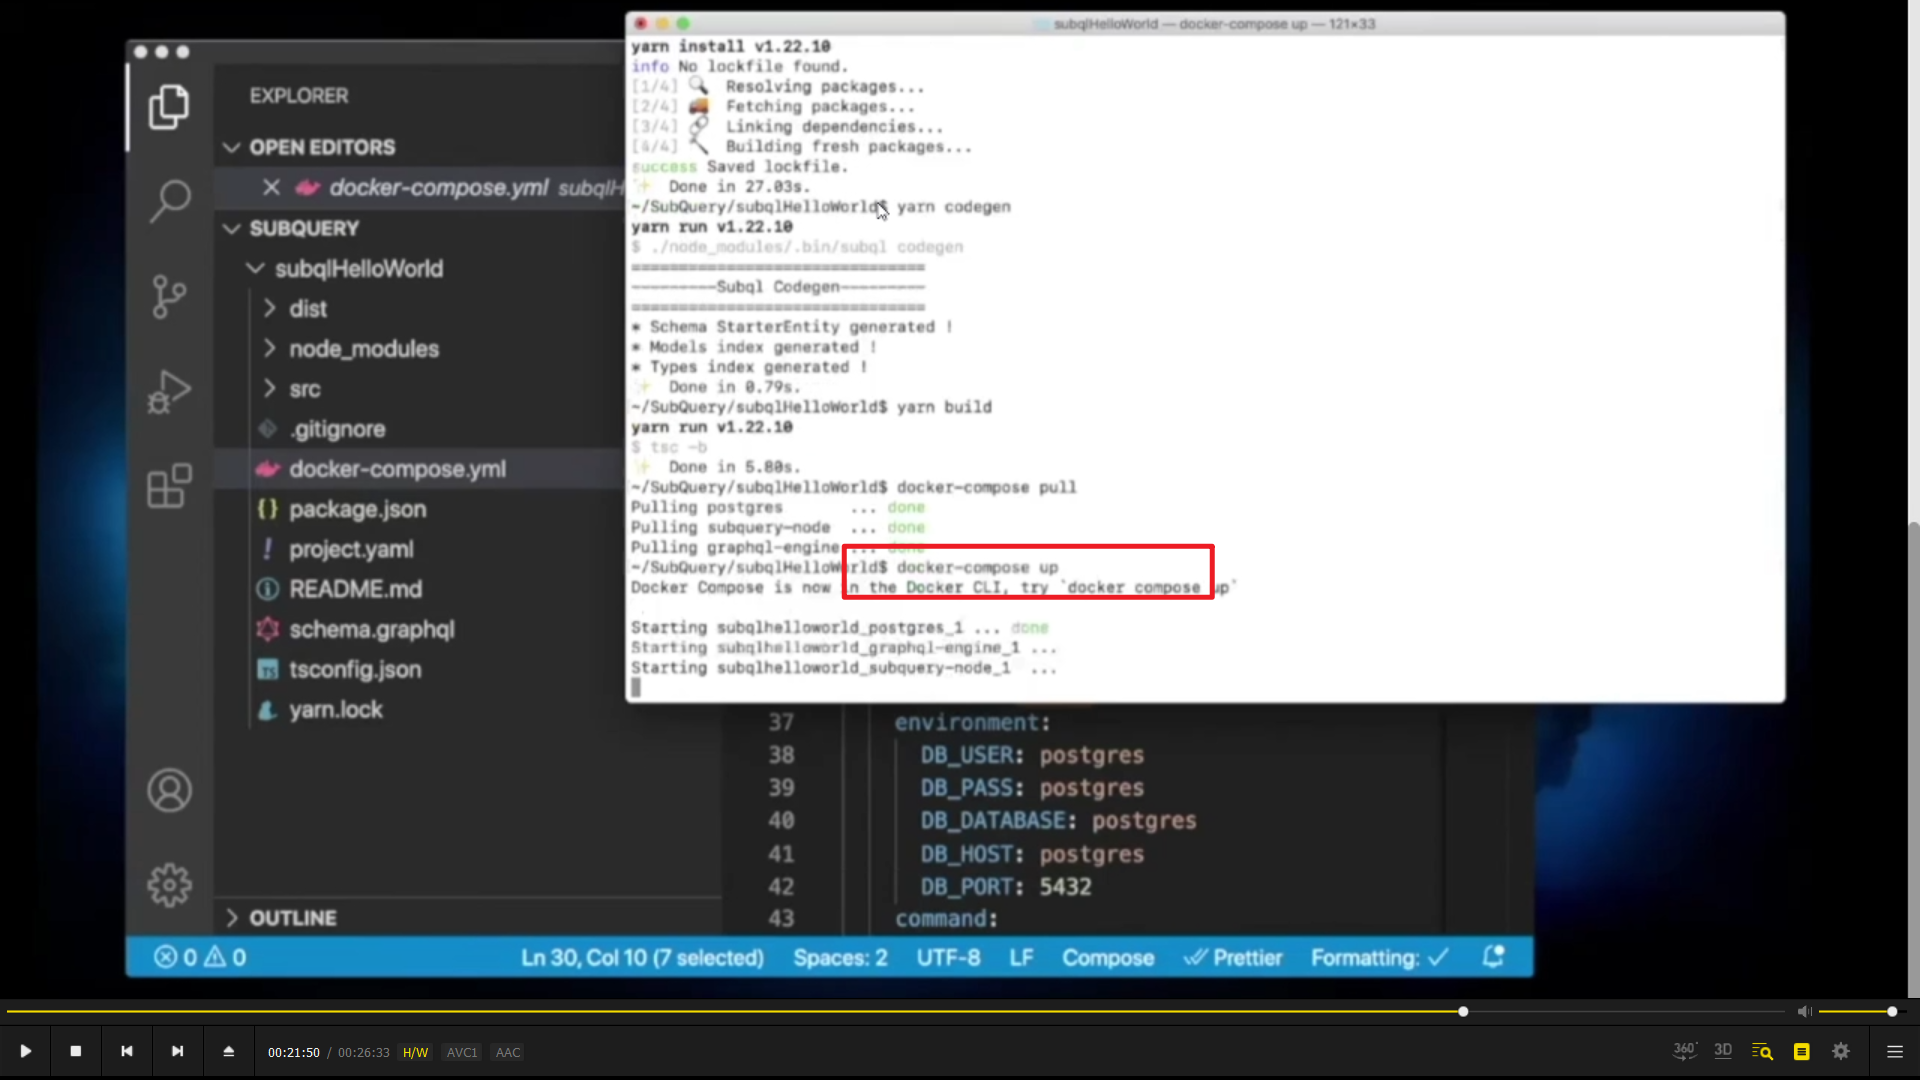 subqlHelloWorld — docker-compose up — 121×33
yarn install v1.22.10
info No lockfile found.
[1/4] 🔍 Resolving packages...
[2/4] 🚚 Fetching packages...
[3/4] 🔗 Linking dependencies...
[4/4] 🔨 Building fresh packages...
success Saved lockfile.
✨ Done in 27.03s.
~/SubQuery/subqlHelloWorld$ yarn codegen
yarn run v1.22.10
$ ./node_modules/.bin/subql codegen
===============================
---------Subql Codegen---------
===============================
* Schema StarterEntity generated !
* Models index generated !
* Types index generated !
✨ Done in 0.79s.
~/SubQuery/subqlHelloWorld$ yarn build
yarn run v1.22.10
$ tsc -b
✨ Done in 5.80s.
~/SubQuery/subqlHelloWorld$ docker-compose pull
Pulling postgres ... done
Pulling subquery-node ... done
Pulling graphql-engine ... done
~/SubQuery/subqlHelloWorld$ docker-compose up
Docker Compose is now in the Docker CLI, try `docker compose up`
Starting subqlhelloworld_postgres_1 ... done
Starting subqlhelloworld_graphql-engine_1 ...
Starting subqlhelloworld_subquery-node_1 ...
EXPLORER
OPEN EDITORS
docker-compose.yml subqlH
SUBQUERY
subqlHelloWorld
dist
node_modules
src
.gitignore
docker-compose.yml
package.json
project.yaml
README.md
schema.graphql
tsconfig.json
yarn.lock
OUTLINE
37 environment:
38 DB_USER: postgres
39 DB_PASS: postgres
40 DB_DATABASE: postgres
41 DB_HOST: postgres
42 DB_PORT: 5432
43 command:
0 0 Ln 30, Col 10 (7 selected) Spaces: 2 UTF-8 LF Compose Prettier Formatting: ✓
00:21:50 / 00:26:33 H/W AVC1 AAC 360° 3D